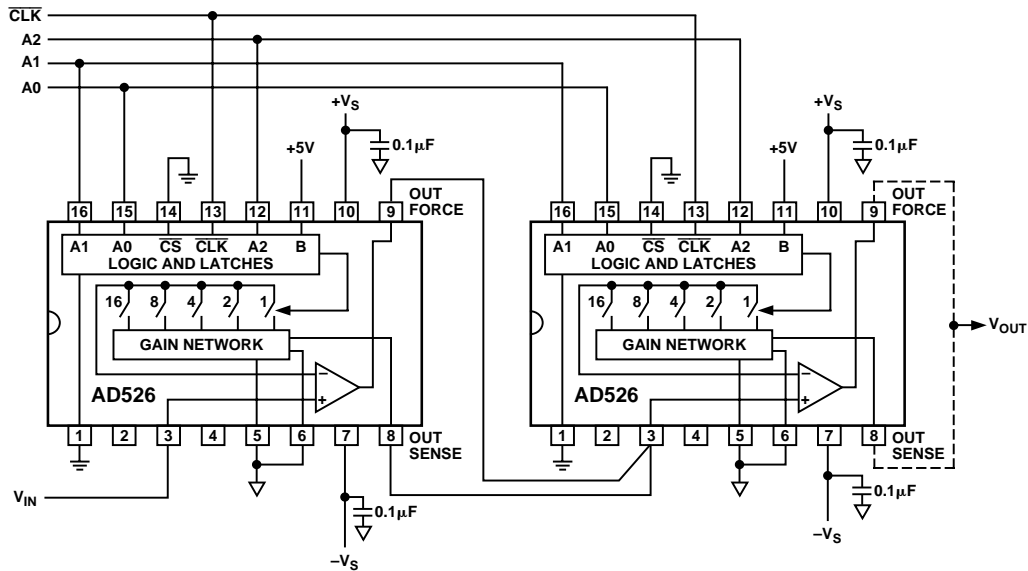 CLK
A2
A1
A0
+VS
+VS
0.1µF
0.1µF
+5V
+5V
OUT FORCE
OUT FORCE
16 15 14 13 12 11 10 9
16 15 14 13 12 11 10 9
A1 A0 CS CLK A2 B
A1 A0 CS CLK A2 B
LOGIC AND LATCHES
LOGIC AND LATCHES
16 8 4 2 1
16 8 4 2 1
VOUT
GAIN NETWORK
GAIN NETWORK
–
–
+
+
AD526
AD526
1 2 3 4 5 6 7 8
1 2 3 4 5 6 7 8
OUT SENSE
OUT SENSE
VIN
0.1µF
0.1µF
–VS
–VS